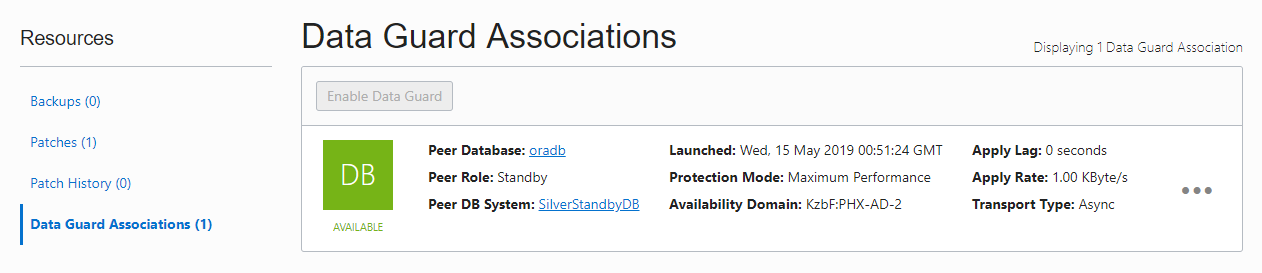 Resources
Backups (0)
Patches (1)
Patch History (0)
Data Guard Associations (1)
Data Guard Associations
Displaying 1 Data Guard Association
Enable Data Guard
DB
AVAILABLE
Peer Database: oradb
Peer Role: Standby
Peer DB System: SilverStandbyDB
Launched: Wed, 15 May 2019 00:51:24 GMT
Protection Mode: Maximum Performance
Availability Domain: KzbF:PHX-AD-2
Apply Lag: 0 seconds
Apply Rate: 1.00 KByte/s
Transport Type: Async